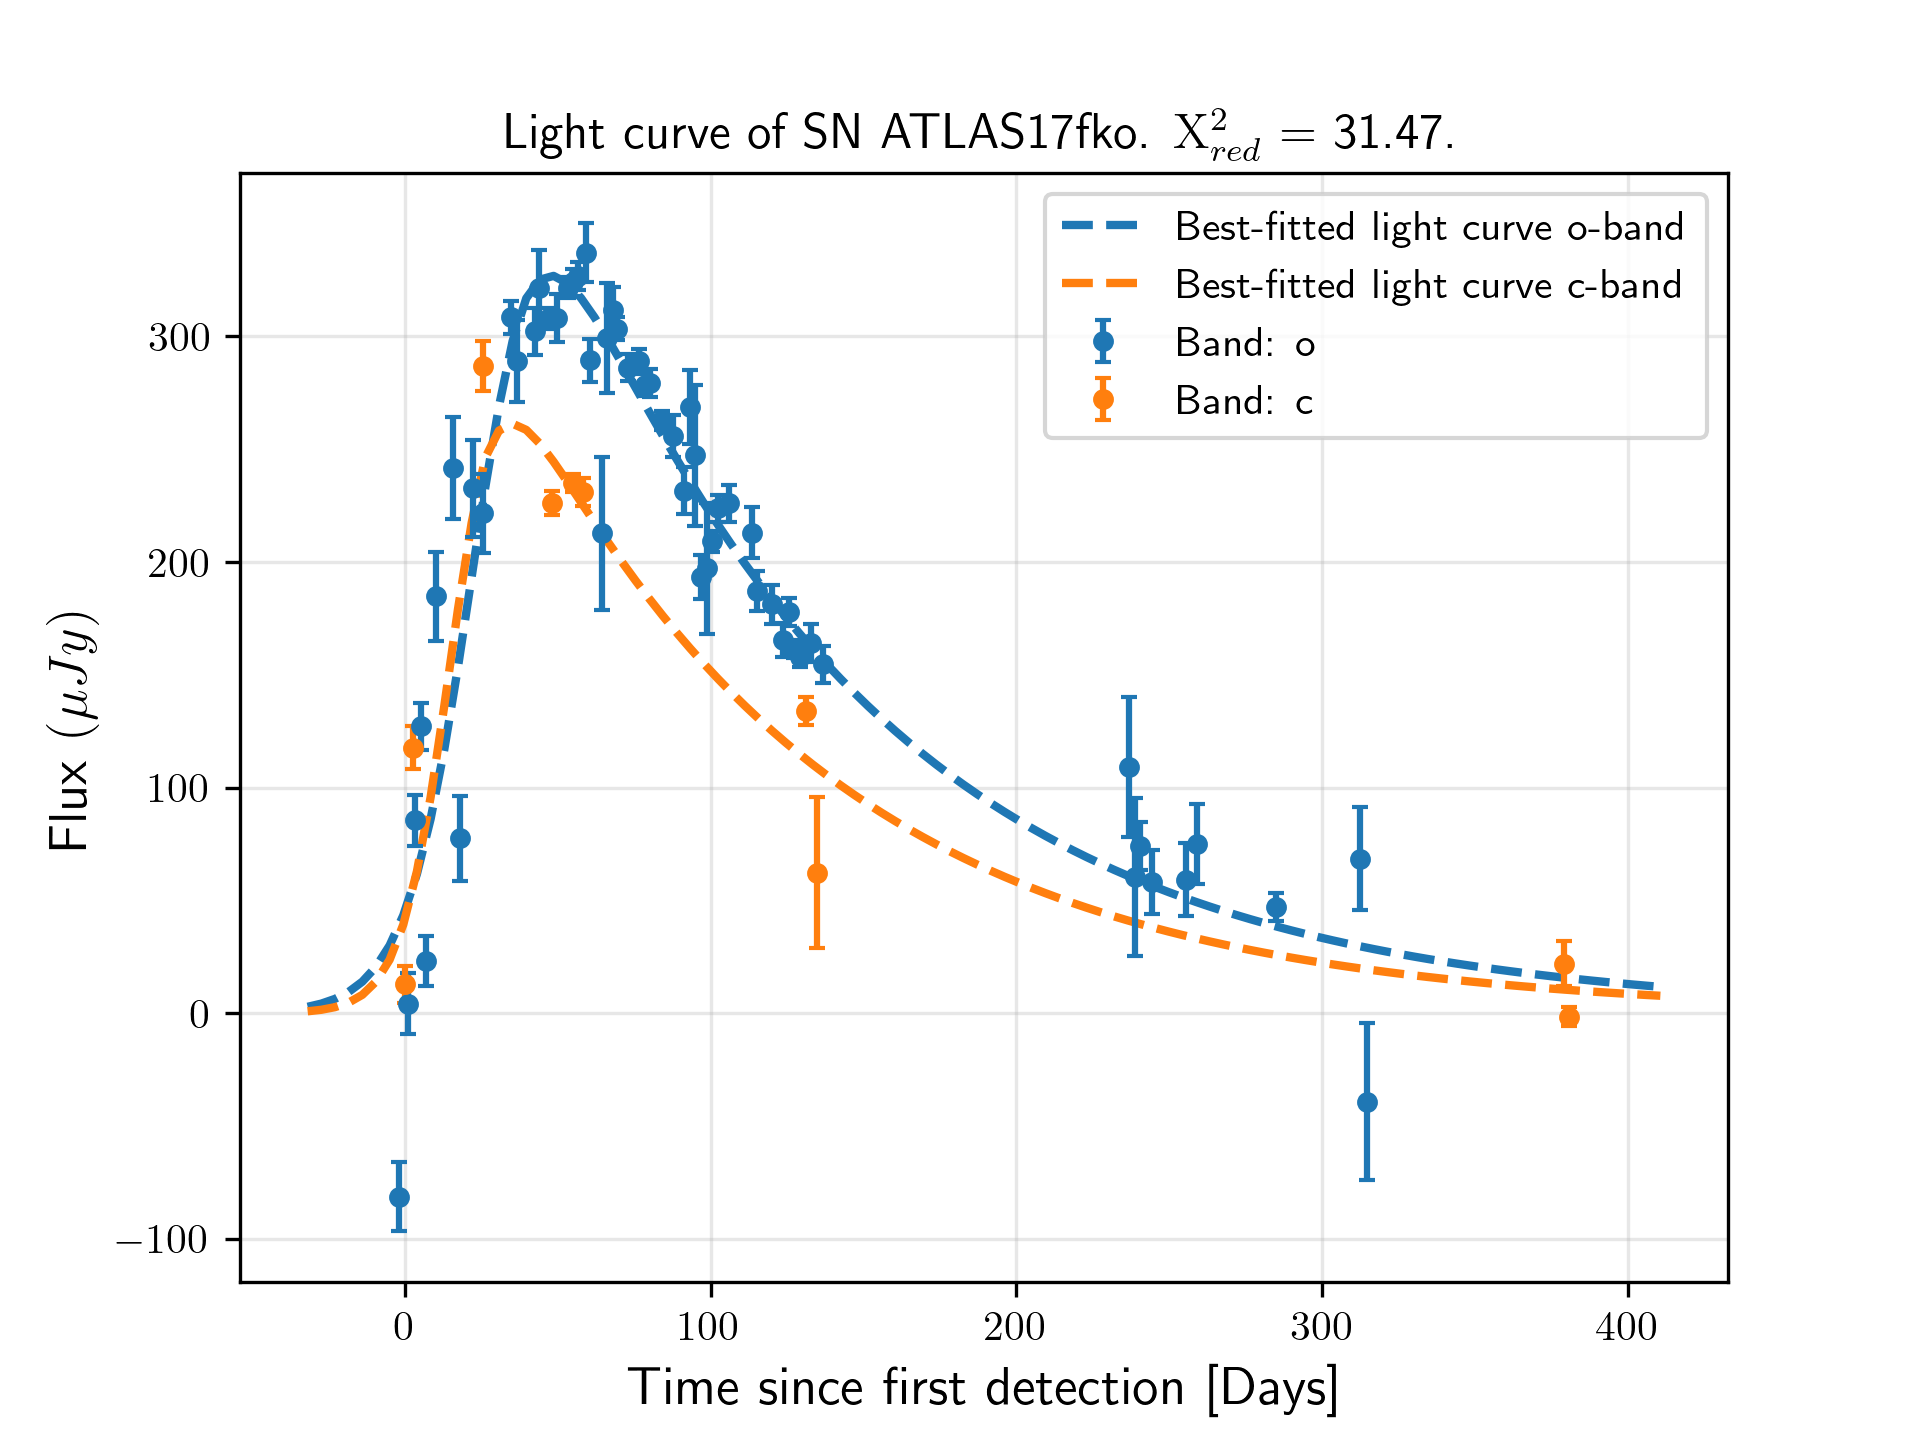 Light curve of SN ATLAS17fko. X²_red = 31.47.
Best-fitted light curve o-band
Best-fitted light curve c-band
Band: o
Band: c
Flux (μJy)
300
200
100
0
−100
0 100 200 300 400
Time since first detection [Days]